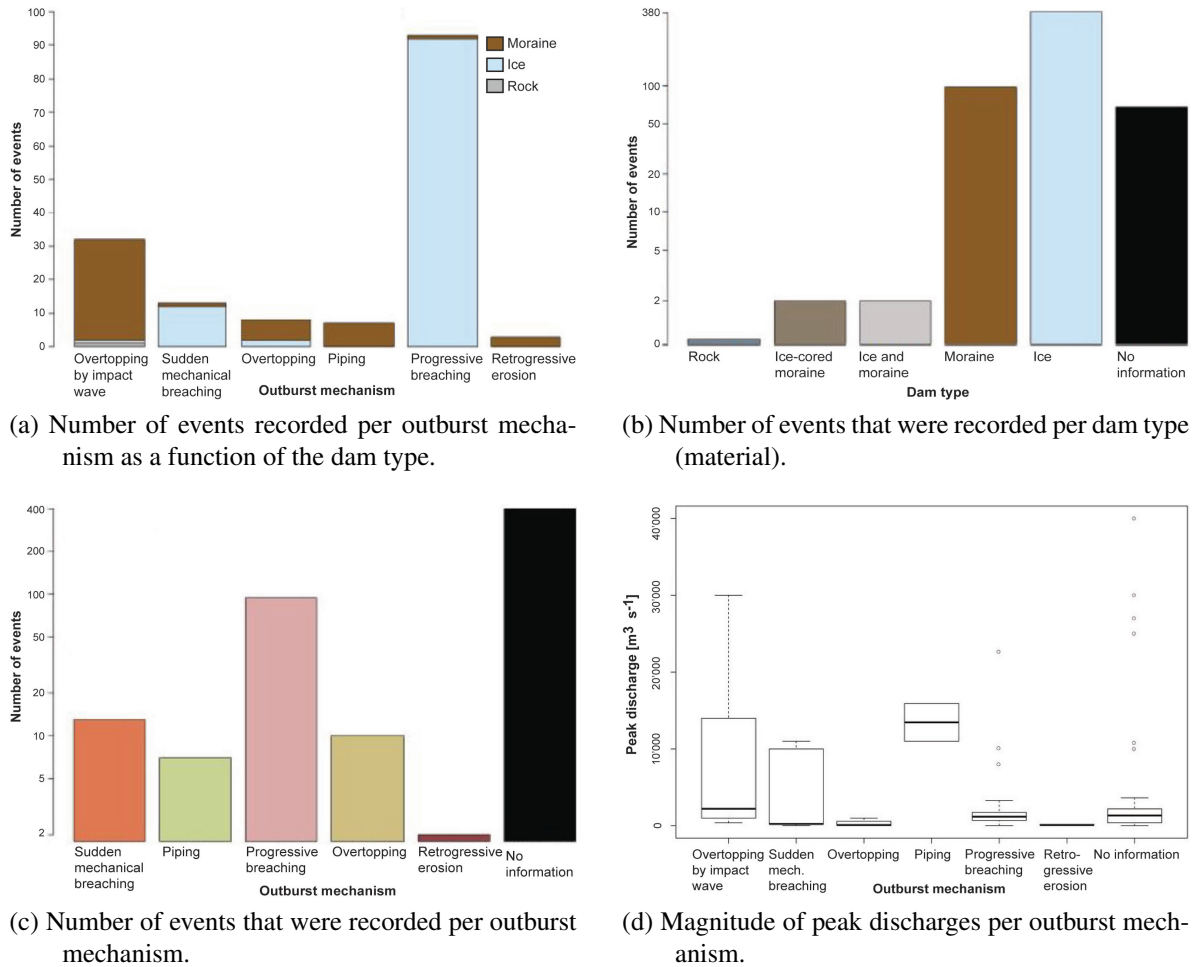 100
90
80
70
60
50
40
30
20
10
0
Number of events
Moraine
Ice
Rock
Overtopping by impact wave
Sudden mechanical breaching
Overtopping
Piping
Progressive breaching
Retrogressive erosion
Outburst mechanism
(a) Number of events recorded per outburst mecha-
nism as a function of the dam type.
380
100
50
20
10
5
2
0
Number of events
Rock
Ice-cored moraine
Ice and moraine
Moraine
Ice
No information
Dam type
(b) Number of events that were recorded per dam type
(material).
400
200
100
50
20
10
5
2
Number of events
Sudden mechanical breaching
Piping
Progressive breaching
Overtopping
Retrogressive erosion
No information
Outburst mechanism
(c) Number of events that were recorded per outburst
mechanism.
40'000
30'000
20'000
10'000
0
Peak discharge [m³ s⁻¹]
Overtopping by impact wave
Sudden mech. breaching
Overtopping
Piping
Progressive breaching
Retro-gressive erosion
No information
Outburst mechanism
(d) Magnitude of peak discharges per outburst mech-
anism.